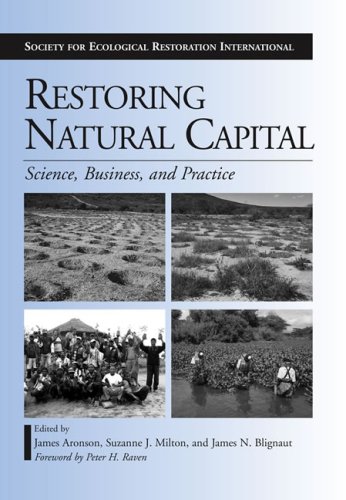 SOCIETY FOR ECOLOGICAL RESTORATION INTERNATIONAL
RESTORING
NATURAL CAPITAL
Science, Business, and Practice
Edited by
James Aronson, Suzanne J. Milton, and James N. Blignaut
Foreword by Peter H. Raven